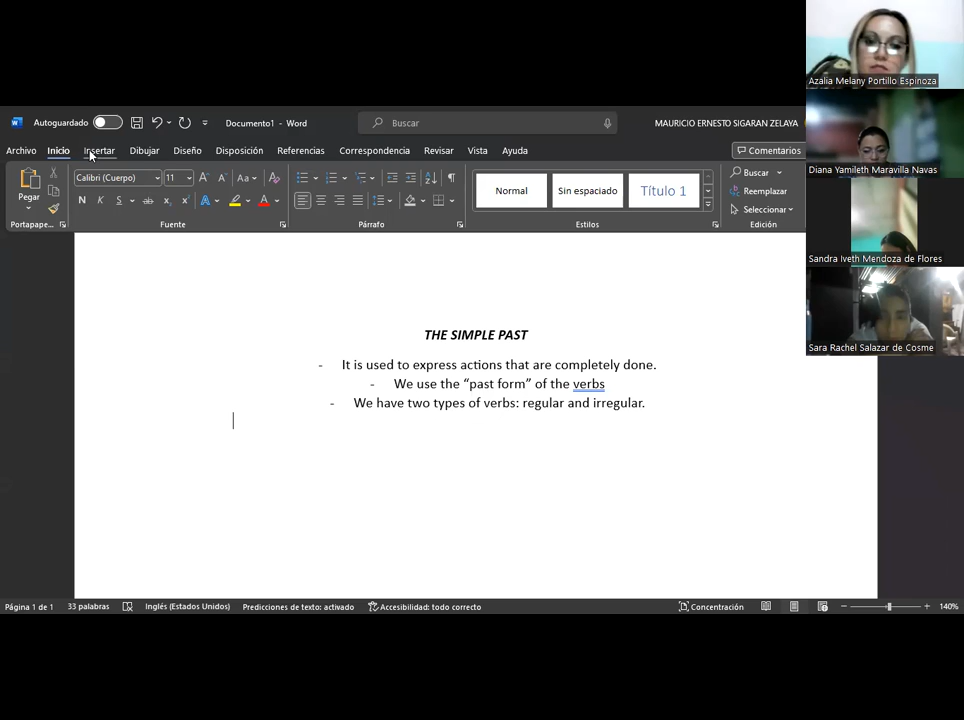 Autoguardado
Documento1 - Word
Buscar
MAURICIO ERNESTO SIGARAN ZELAYA
Archivo Inicio Insertar Dibujar Diseño Disposición Referencias Correspondencia Revisar Vista Ayuda
Comentarios
Pegar
Calibri (Cuerpo) 11
Normal
Sin espaciado
Título 1
Buscar
Reemplazar
Seleccionar
Portapape... Fuente Párrafo Estilos Edición
THE SIMPLE PAST
- It is used to express actions that are completely done.
- We use the “past form” of the verbs
- We have two types of verbs: regular and irregular.
Página 1 de 1 33 palabras Inglés (Estados Unidos) Predicciones de texto: activado Accesibilidad: todo correcto Concentración 140%
Azalia Melany Portillo Espinoza
Diana Yamileth Maravilla Navas
Sandra Iveth Mendoza de Flores
Sara Rachel Salazar de Cosme